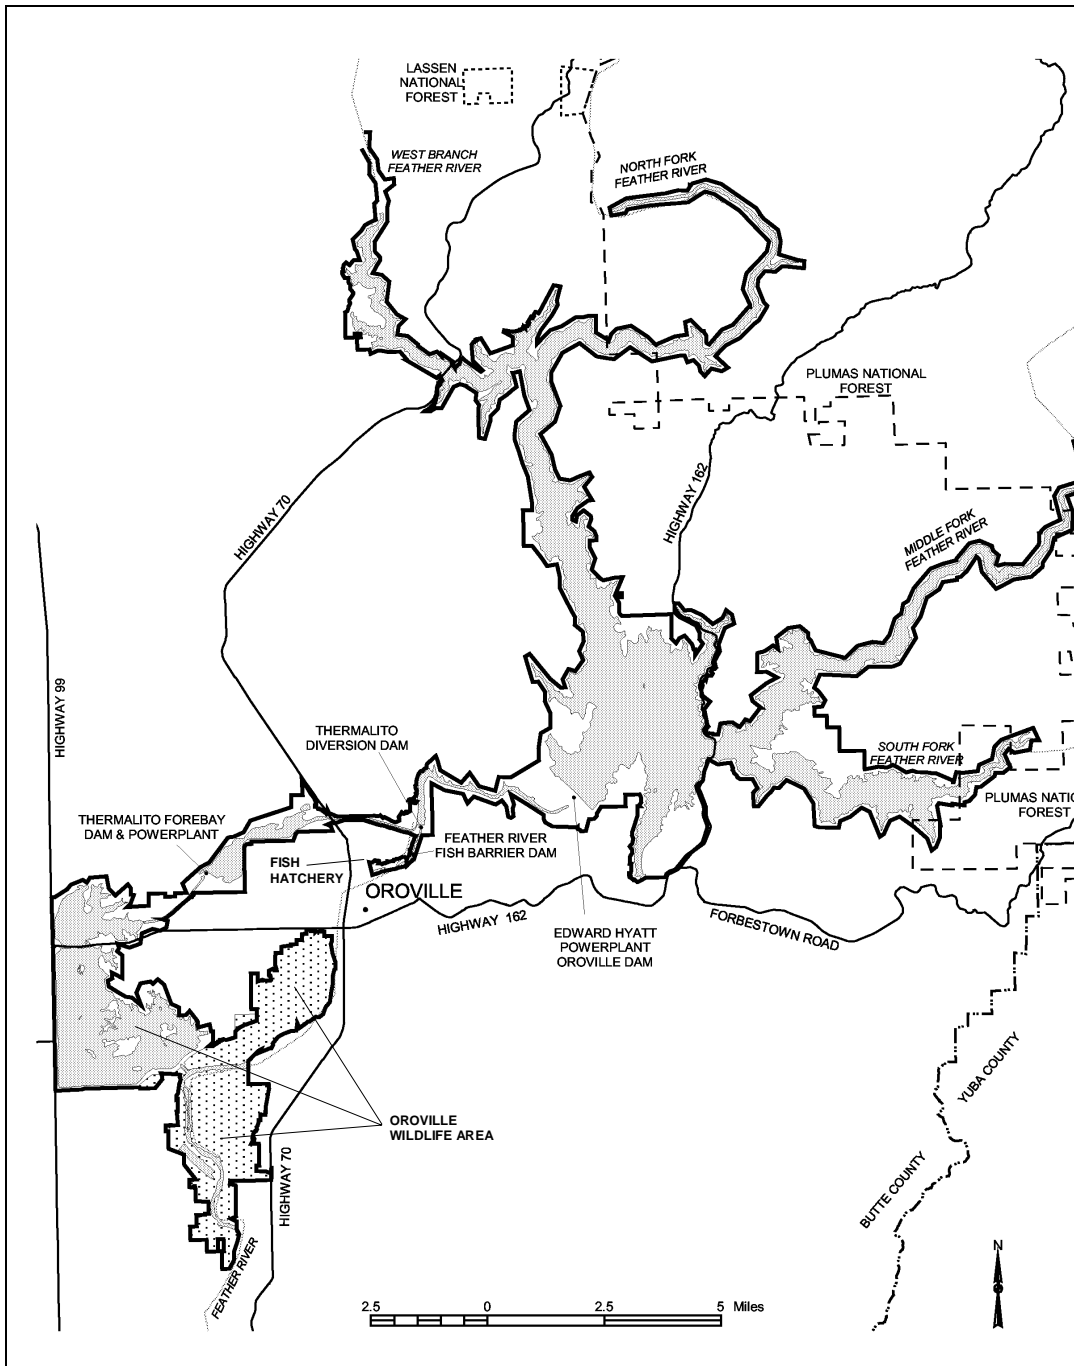 LASSEN
NATIONAL
FOREST
WEST BRANCH
FEATHER RIVER
NORTH FORK
FEATHER RIVER
PLUMAS NATIONAL
FOREST
HIGHWAY 70
HIGHWAY 162
MIDDLE FORK
FEATHER RIVER
HIGHWAY 99
THERMALITO
DIVERSION DAM
SOUTH FORK
FEATHER RIVER
PLUMAS NATIO
FOREST
THERMALITO FOREBAY
DAM & POWERPLANT
FEATHER RIVER
FISH BARRIER DAM
FISH
HATCHERY
OROVILLE
HIGHWAY 162
FORBESTOWN ROAD
EDWARD HYATT
POWERPLANT
OROVILLE DAM
YUBA COUNTY
OROVILLE
WILDLIFE AREA
HIGHWAY 70
BUTTE COUNTY
FEATHER RIVER
N
2.5 0 2.5 5 Miles